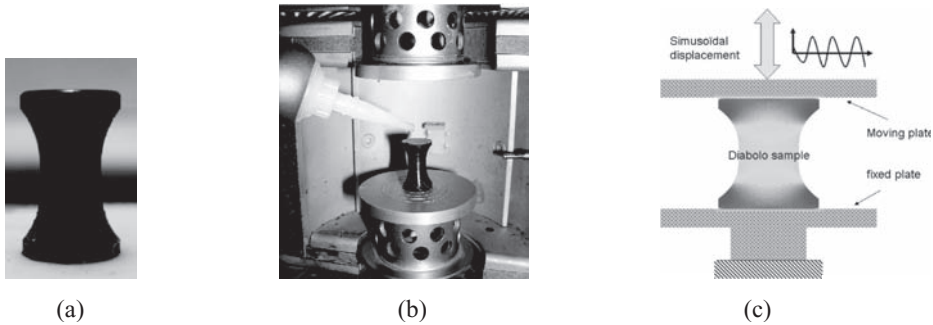 Simusoidal
displacement
Moving plate
Diabolo sample
fixed plate
(a)
(b)
(c)